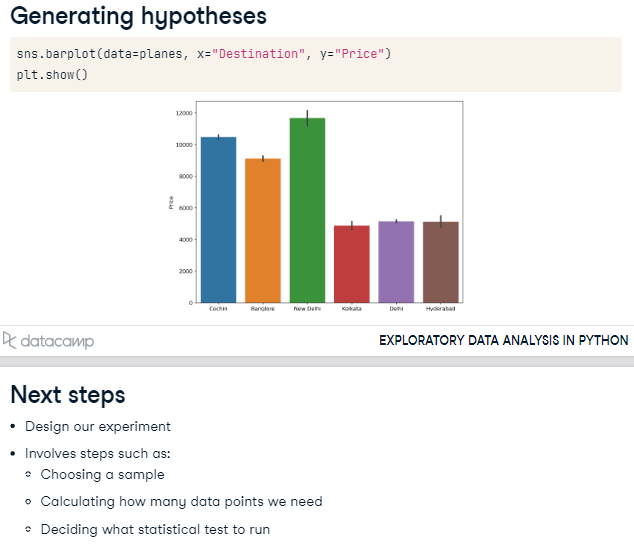 Generating hypotheses
sns.barplot(data=planes, x="Destination", y="Price")
plt.show()
12000
10000
8000
6000
4000
2000
0
Price
Cochin Banglore New Delhi Kolkata Delhi Hyderabad
datacamp
EXPLORATORY DATA ANALYSIS IN PYTHON
Next steps
• Design our experiment
• Involves steps such as:
○ Choosing a sample
○ Calculating how many data points we need
○ Deciding what statistical test to run